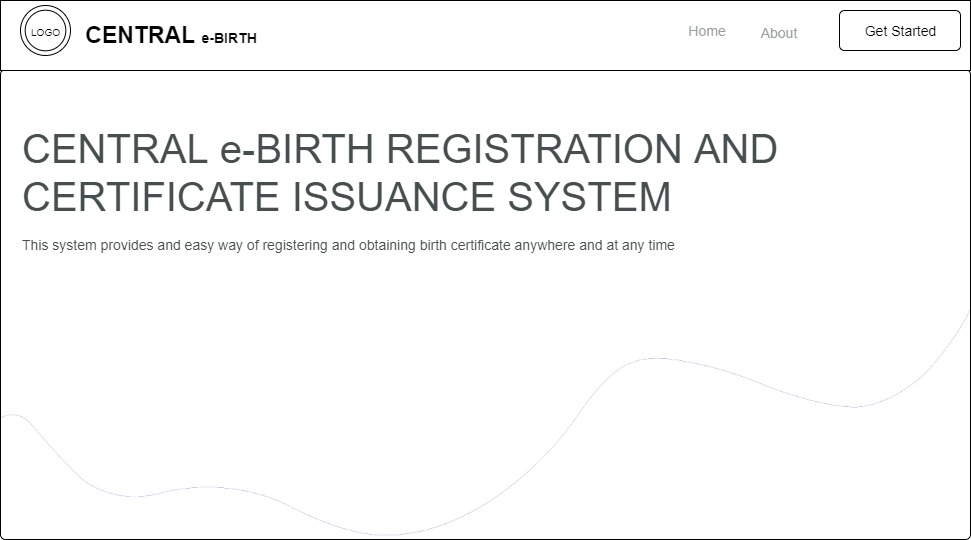 LOGO
CENTRAL e-BIRTH
Home
About
Get Started
CENTRAL e-BIRTH REGISTRATION AND
CERTIFICATE ISSUANCE SYSTEM
This system provides and easy way of registering and obtaining birth certificate anywhere and at any time